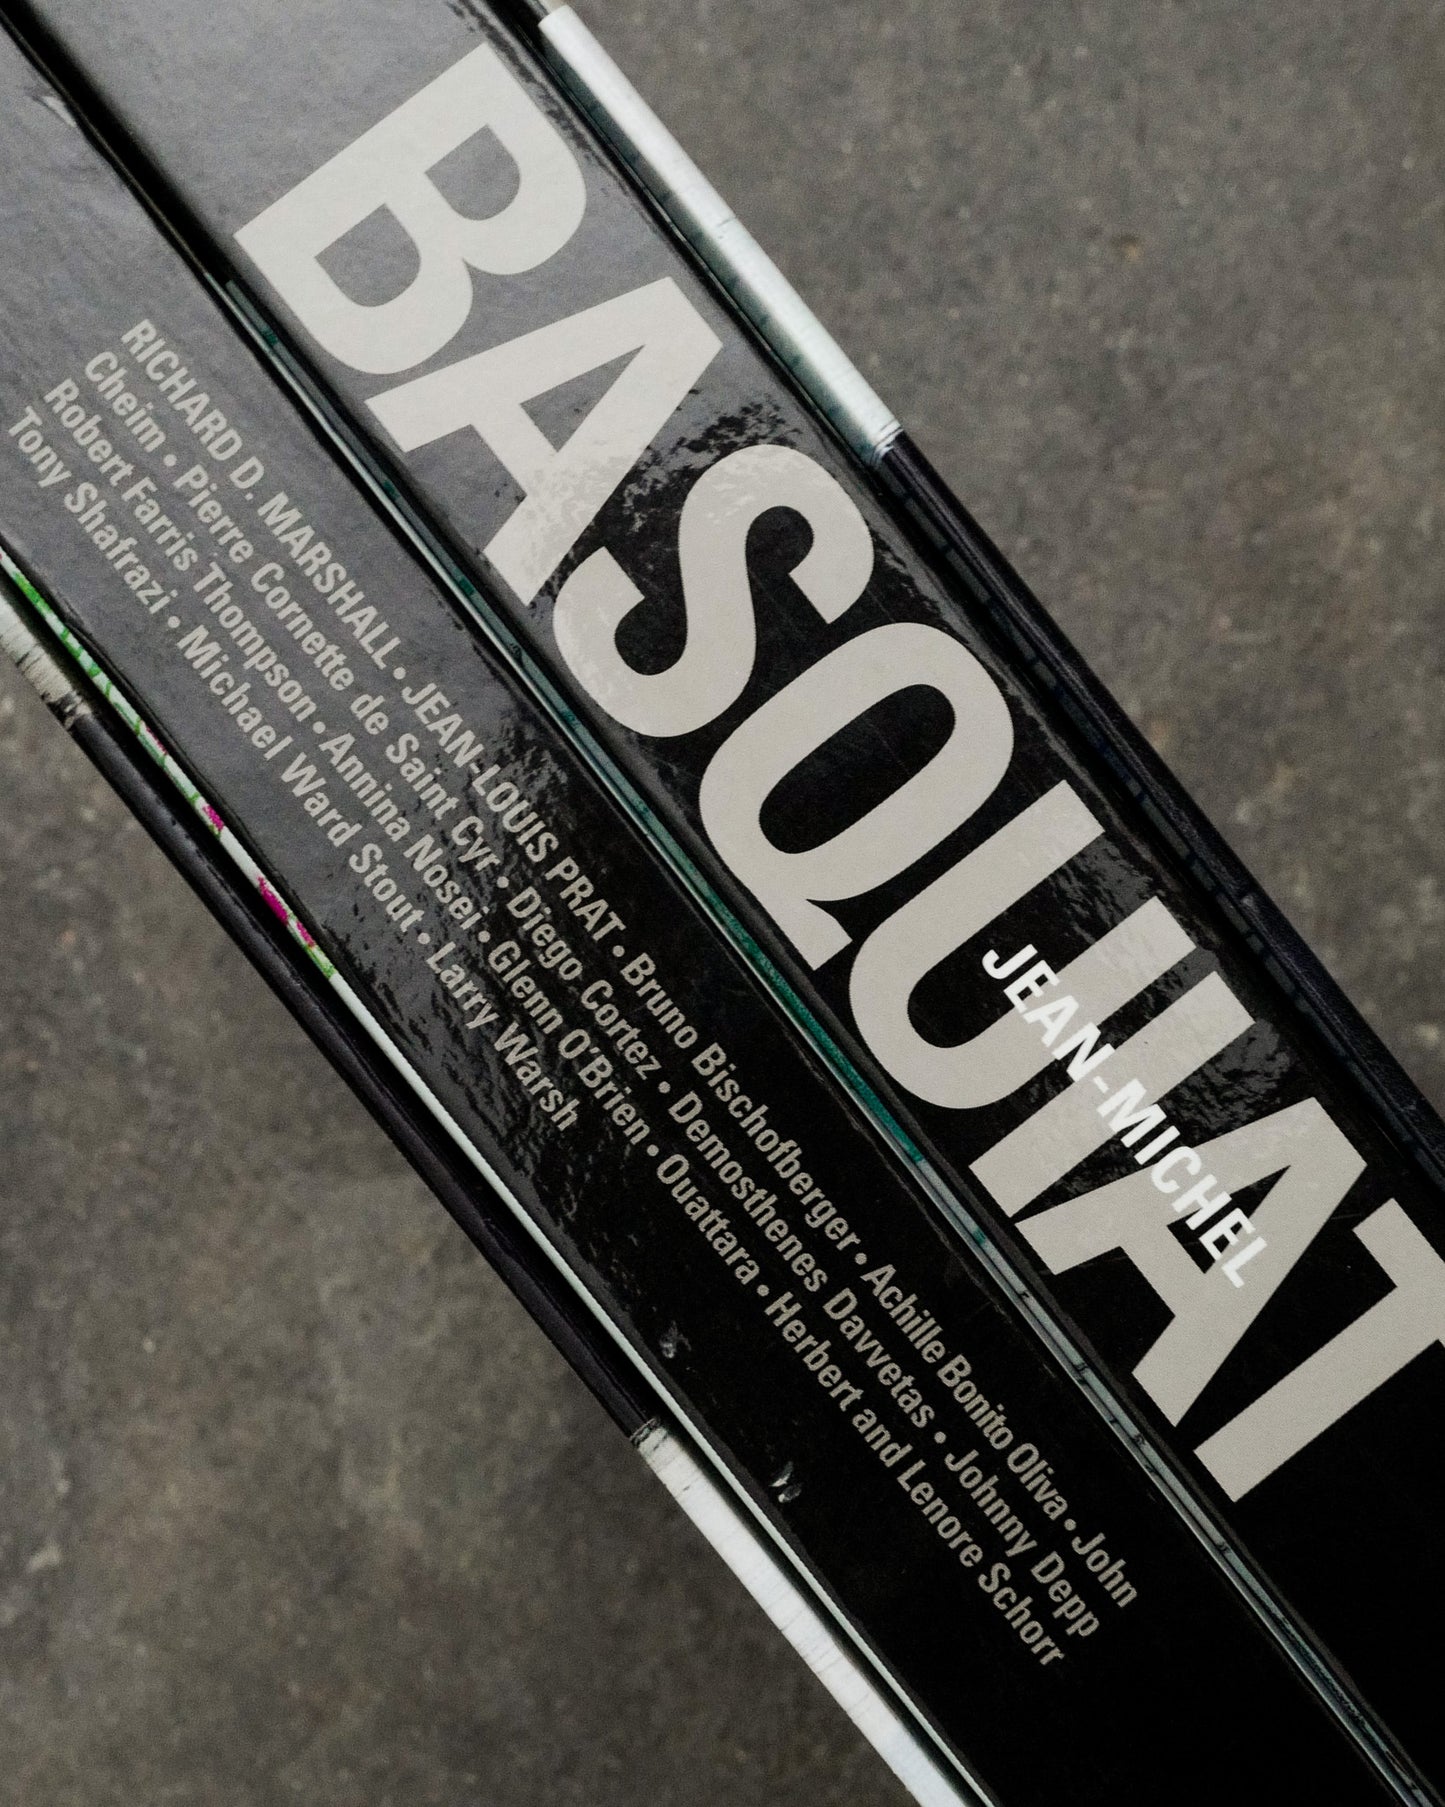 BASQUIAT
JEAN-MICHEL
RICHARD D. MARSHALL • JEAN-LOUIS PRAT • Bruno Bischofberger • Achille Bonito Oliva • John
Cheim • Pierre Cornette de Saint Cyr • Diego Cortez • Demosthenes Davvetas • Johnny Depp
Robert Farris Thompson • Annina Nosei • Glenn O'Brien • Ouattara • Herbert and Lenore Schorr
Tony Shafrazi • Michael Ward Stout • Larry Warsh